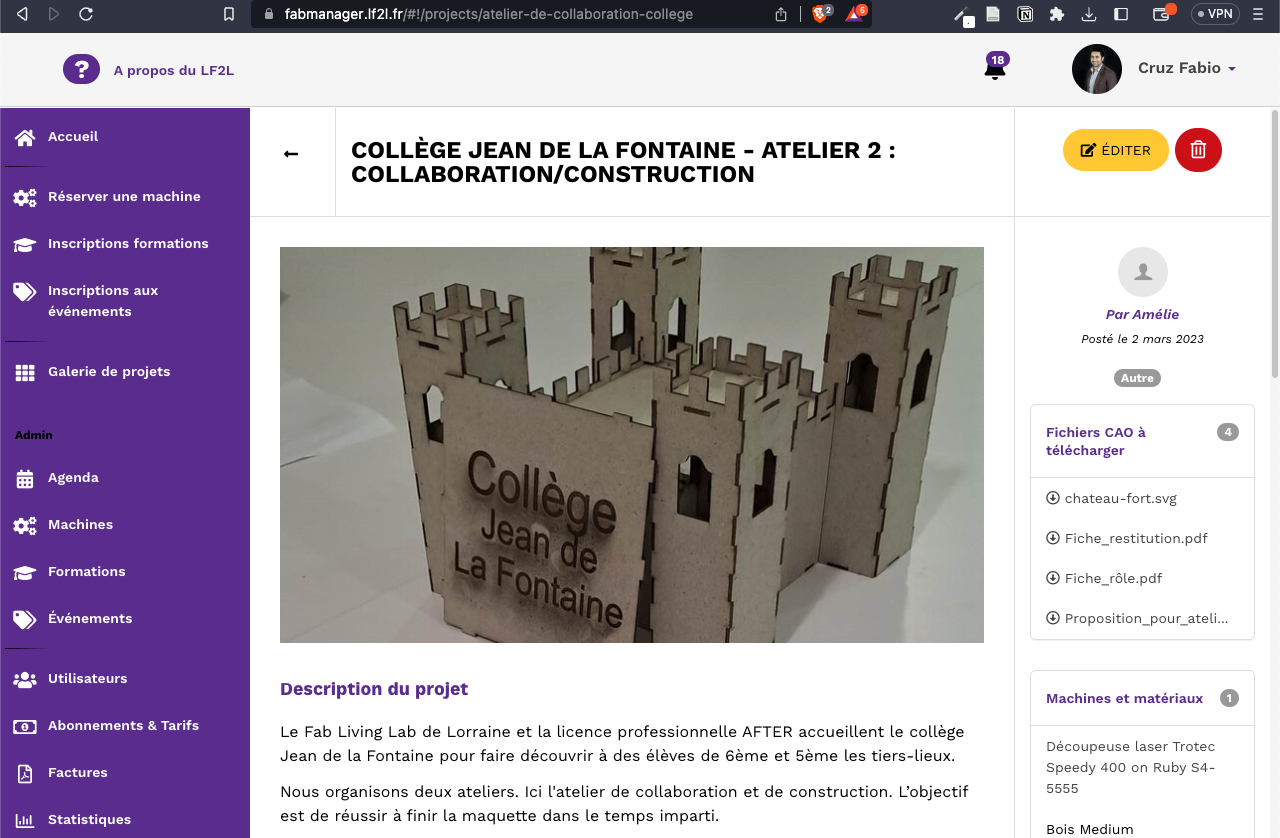 fabmanager.lf2l.fr/#!/projects/atelier-de-collaboration-college
2
5
VPN
?
A propos du LF2L
18
Cruz Fabio
Accueil
Réserver une machine
Inscriptions formations
Inscriptions aux
événements
Galerie de projets
Admin
Agenda
Machines
Formations
Événements
Utilisateurs
Abonnements & Tarifs
Factures
Statistiques
COLLÈGE JEAN DE LA FONTAINE - ATELIER 2 :
COLLABORATION/CONSTRUCTION
Collège
Jean de
La Fontaine
Description du projet
Le Fab Living Lab de Lorraine et la licence professionnelle AFTER accueillent le collège
Jean de la Fontaine pour faire découvrir à des élèves de 6ème et 5ème les tiers-lieux.
Nous organisons deux ateliers. Ici l'atelier de collaboration et de construction. L’objectif
est de réussir à finir la maquette dans le temps imparti.
ÉDITER
Par Amélie
Posté le 2 mars 2023
Autre
Fichiers CAO à
télécharger
4
chateau-fort.svg
Fiche_restitution.pdf
Fiche_rôle.pdf
Proposition_pour_ateli...
Machines et matériaux
1
Découpeuse laser Trotec
Speedy 400 on Ruby S4-
5555
Bois Medium